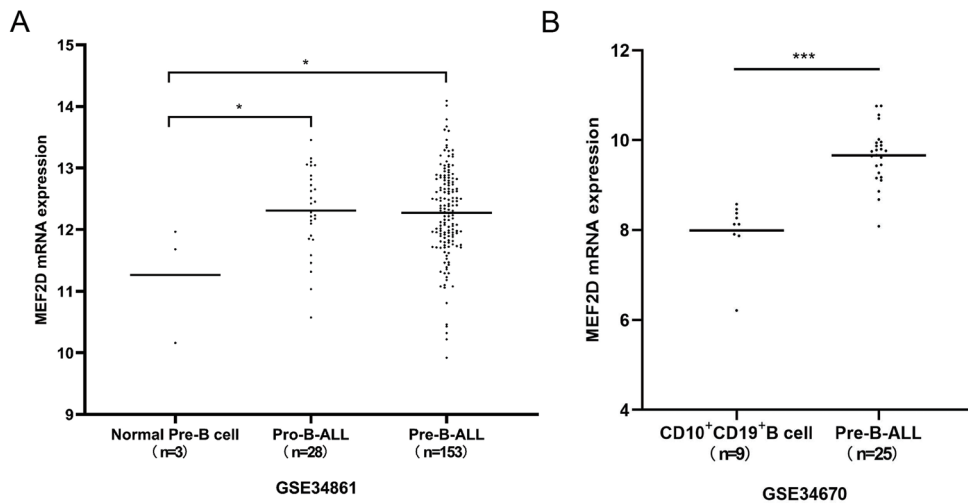 A
MEF2D mRNA expression
15
14
13
12
11
10
9
*
*
Normal Pre-B cell
(n=3)
Pro-B-ALL
(n=28)
Pre-B-ALL
(n=153)
GSE34861
B
MEF2D mRNA expression
12
10
8
6
4
***
CD10⁺CD19⁺B cell
(n=9)
Pre-B-ALL
(n=25)
GSE34670